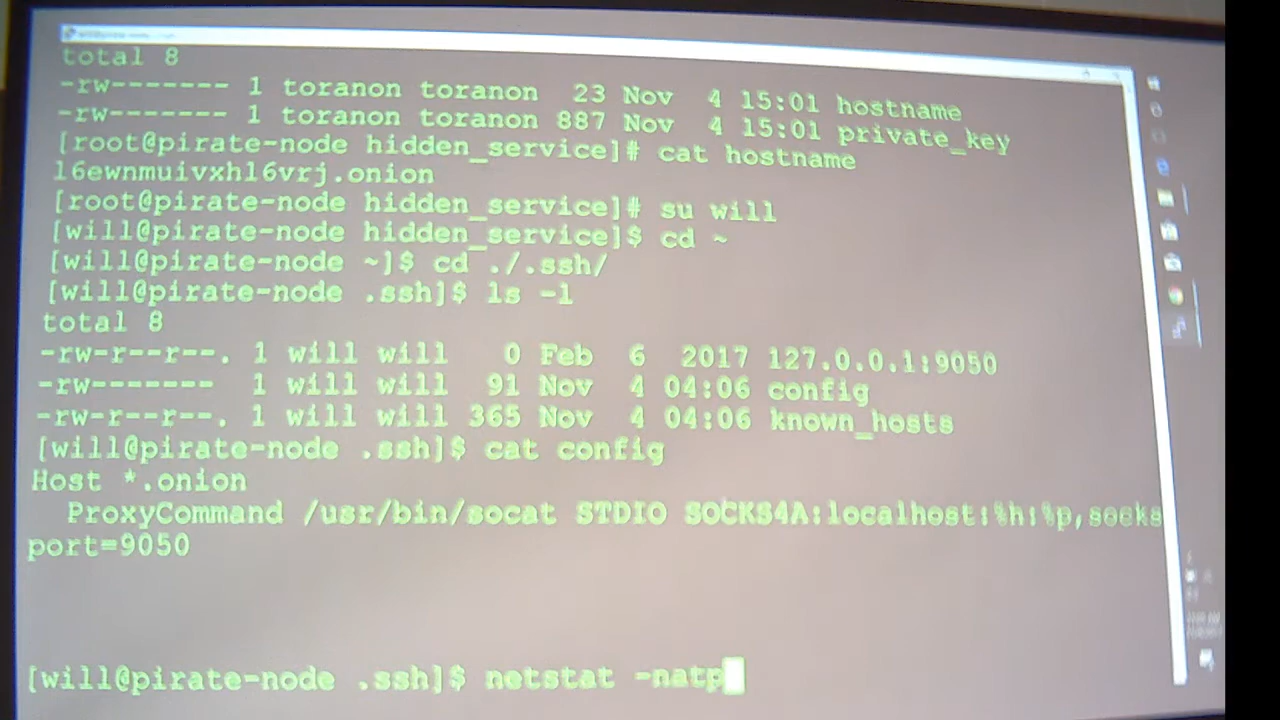 total 8
-rw------- 1 toranon toranon  23 Nov  4 15:01 hostname
-rw------- 1 toranon toranon 887 Nov  4 15:01 private_key
[root@pirate-node hidden_service]# cat hostname
l6ewnmuivxhl6vrj.onion
[root@pirate-node hidden_service]# su will
[will@pirate-node hidden_service]$ cd ~
[will@pirate-node ~]$ cd ./.ssh/
[will@pirate-node .ssh]$ ls -l
total 8
-rw-r--r--. 1 will will   0 Feb  6  2017 127.0.0.1:9050
-rw------- 1 will will  91 Nov  4 04:06 config
-rw-r--r--. 1 will will 365 Nov  4 04:06 known_hosts
[will@pirate-node .ssh]$ cat config
Host *.onion
  ProxyCommand /usr/bin/socat STDIO SOCKS4A:localhost:%h:%p,socks
port=9050
[will@pirate-node .ssh]$ netstat -natp